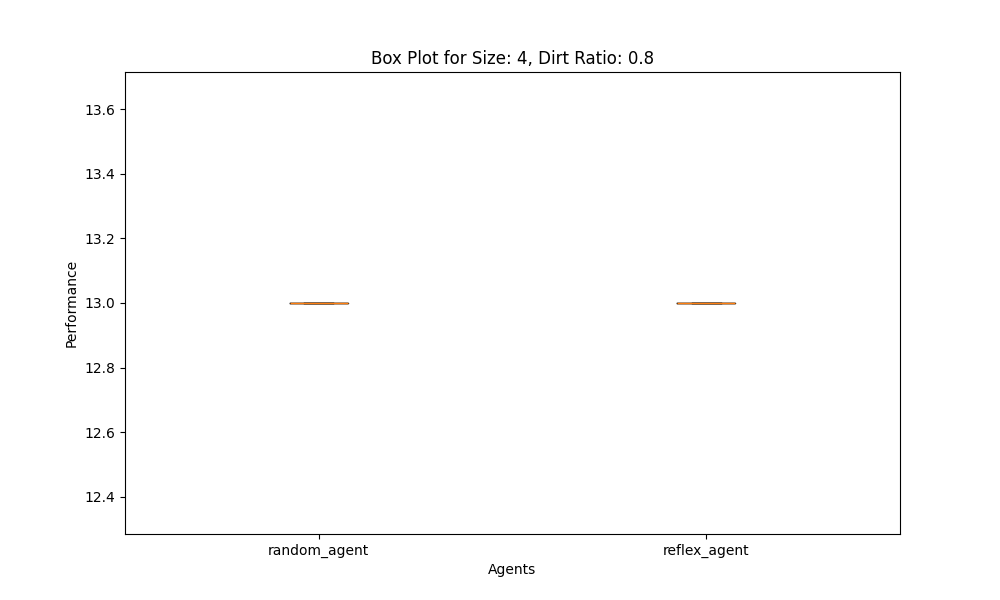 Box Plot for Size: 4, Dirt Ratio: 0.8
13.6
13.4
13.2
13.0
12.8
12.6
12.4
Performance
random_agent
reflex_agent
Agents